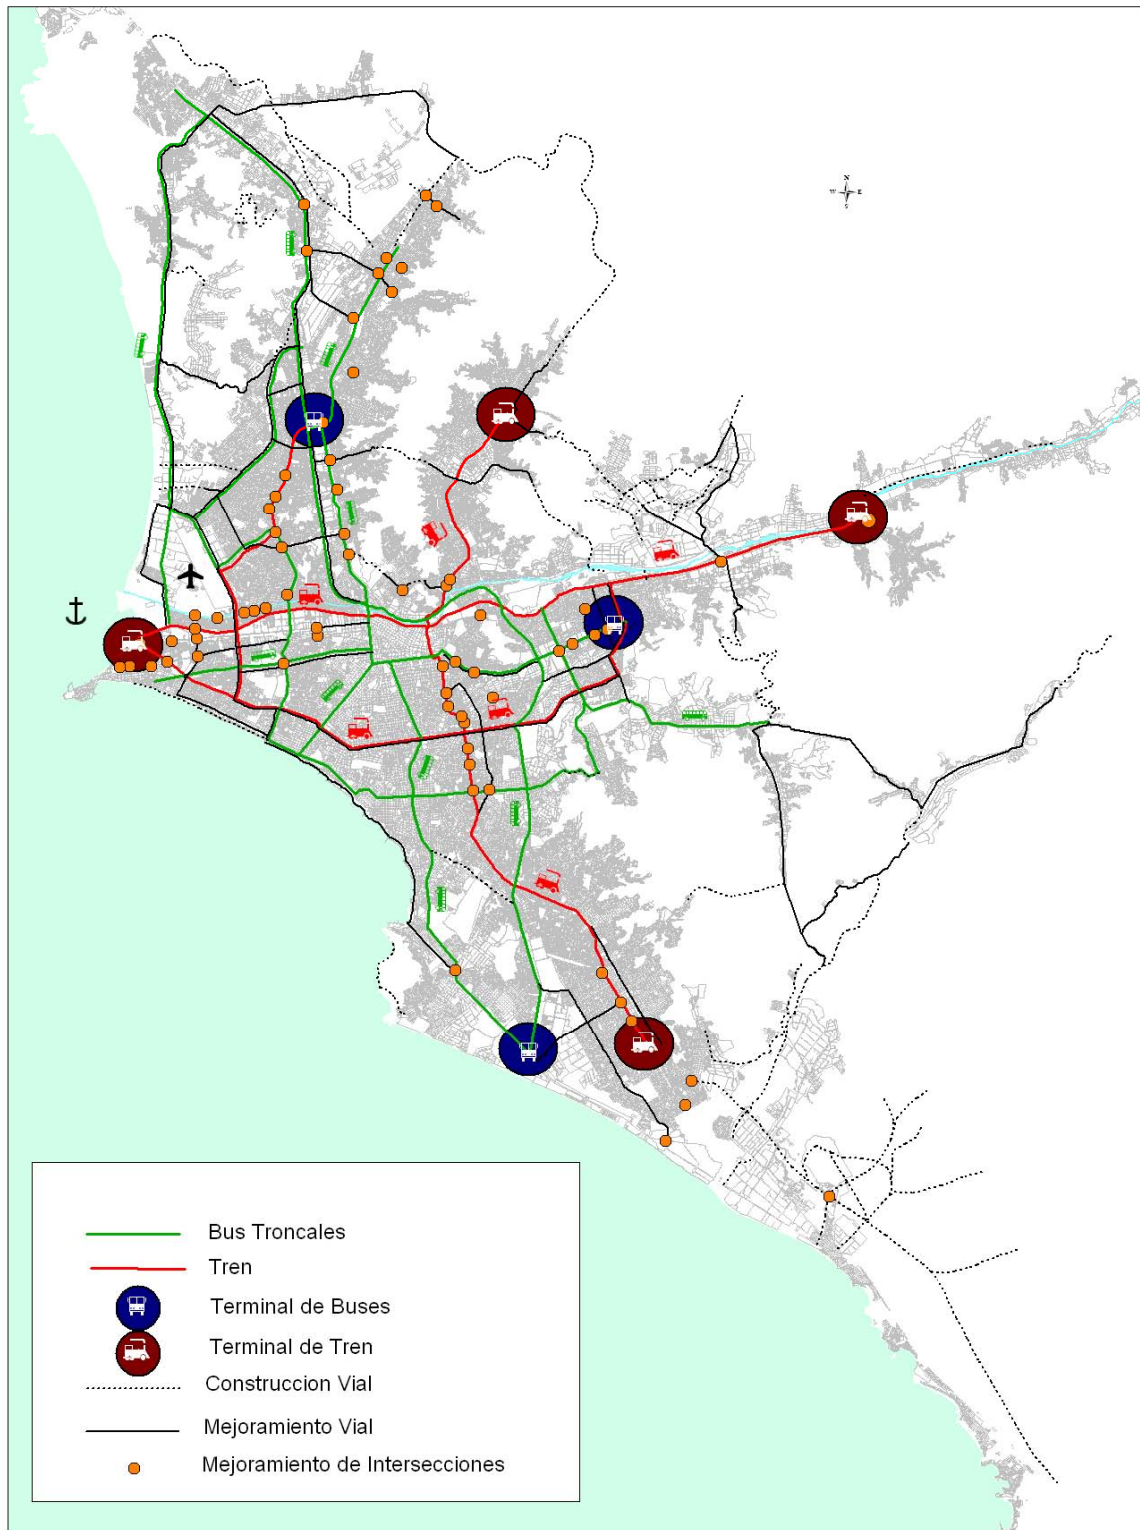 N
W E
S
Bus Troncales
Tren
Terminal de Buses
Terminal de Tren
Construccion Vial
Mejoramiento Vial
Mejoramiento de Intersecciones